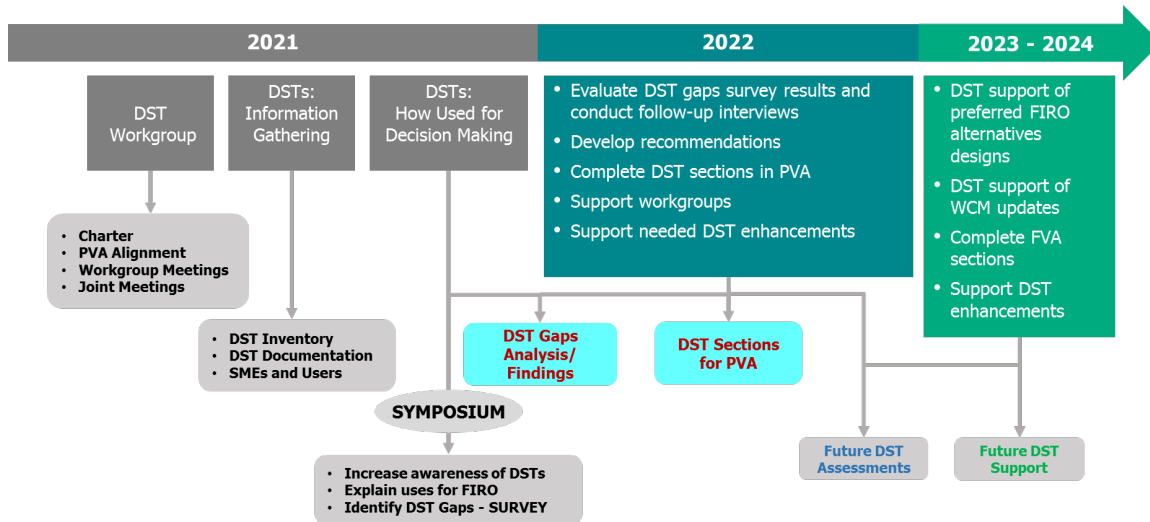 2021
2022
2023 - 2024
DST
Workgroup
DSTs:
Information
Gathering
DSTs:
How Used for
Decision Making
• Evaluate DST gaps survey results and
conduct follow-up interviews
• Develop recommendations
• Complete DST sections in PVA
• Support workgroups
• Support needed DST enhancements
• DST support of
preferred FIRO
alternatives
designs
• DST support of
WCM updates
• Complete FVA
sections
• Support DST
enhancements
• Charter
• PVA Alignment
• Workgroup Meetings
• Joint Meetings
• DST Inventory
• DST Documentation
• SMEs and Users
DST Gaps
Analysis/
Findings
DST Sections
for PVA
SYMPOSIUM
• Increase awareness of DSTs
• Explain uses for FIRO
• Identify DST Gaps - SURVEY
Future DST
Assessments
Future DST
Support